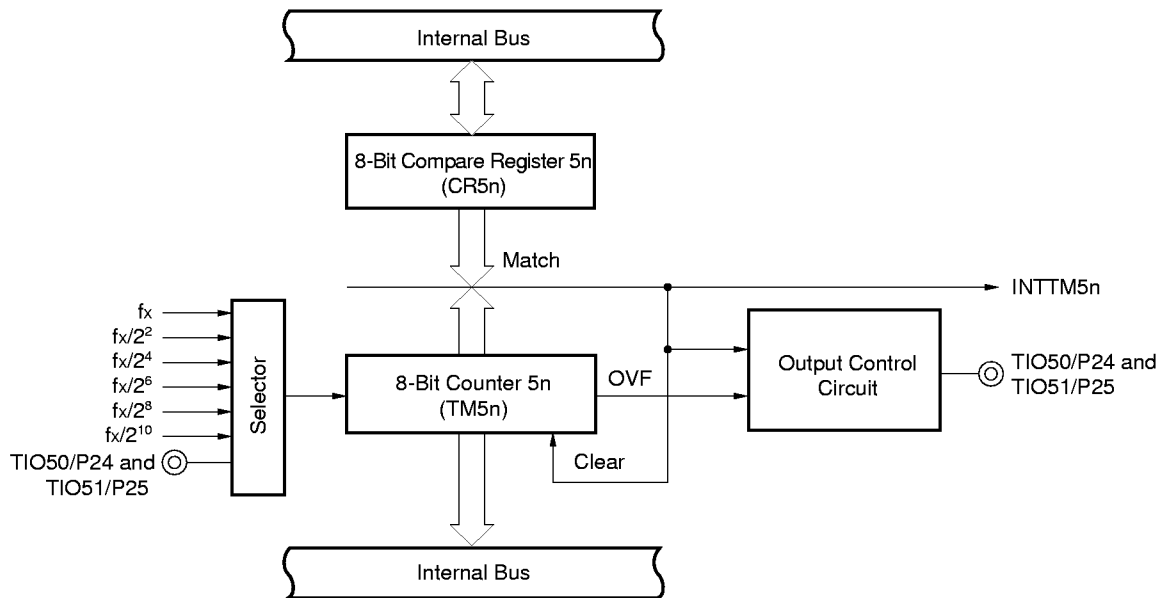 Internal Bus
8-Bit Compare Register 5n
(CR5n)
Match
INTTM5n
fx
fx/2²
fx/2⁴
fx/2⁶
fx/2⁸
fx/2¹⁰
TIO50/P24 and
TIO51/P25
Selector
8-Bit Counter 5n
(TM5n)
OVF
Clear
Output Control
Circuit
TIO50/P24 and
TIO51/P25
Internal Bus